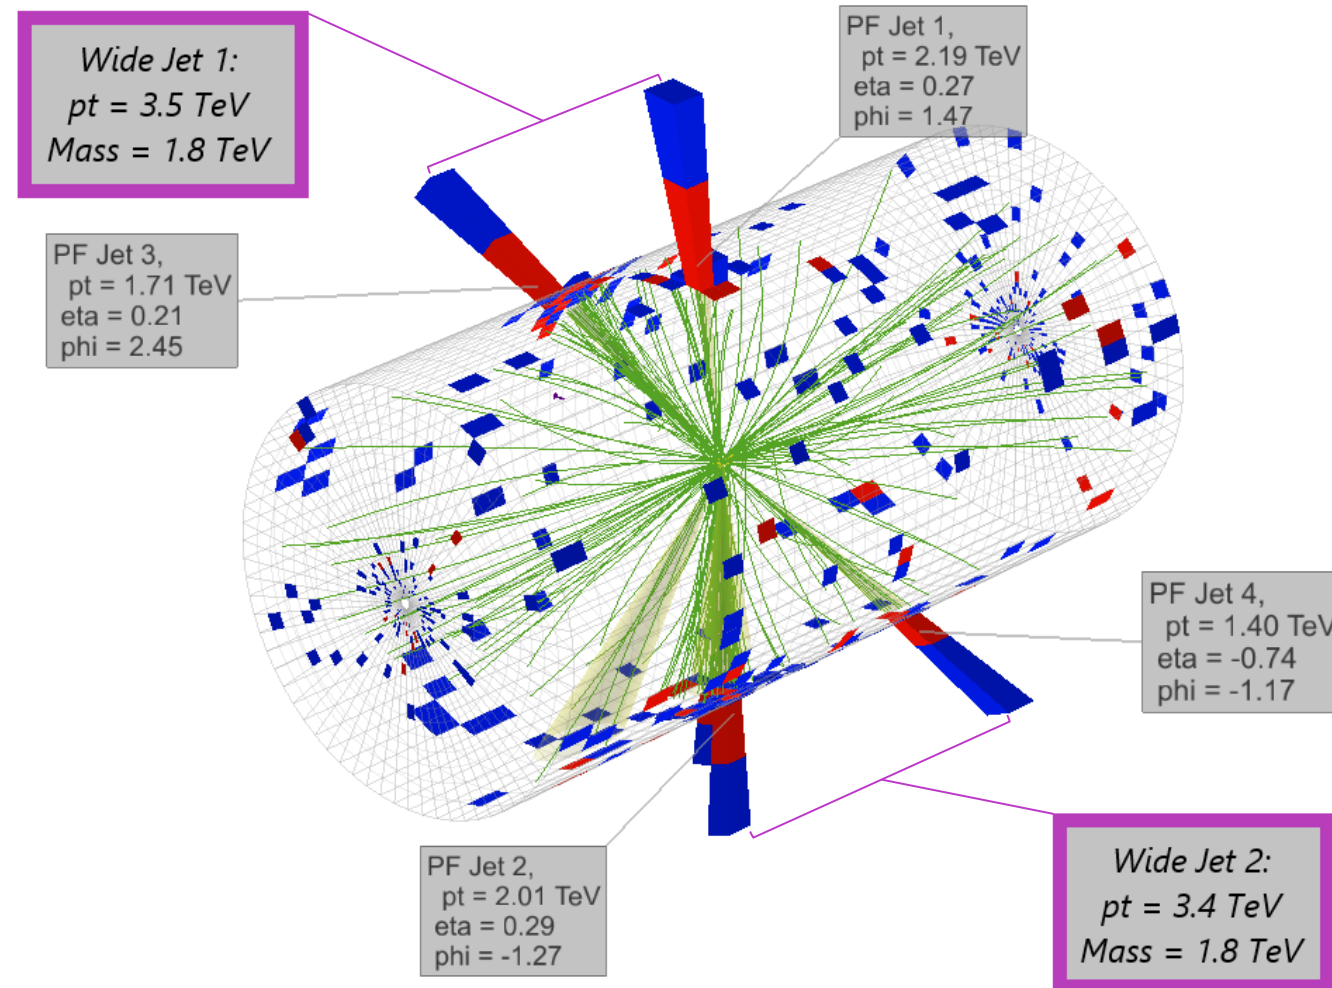 Wide Jet 1:
pt = 3.5 TeV
Mass = 1.8 TeV
PF Jet 1,
pt = 2.19 TeV
eta = 0.27
phi = 1.47
PF Jet 3,
pt = 1.71 TeV
eta = 0.21
phi = 2.45
PF Jet 4,
pt = 1.40 TeV
eta = -0.74
phi = -1.17
PF Jet 2,
pt = 2.01 TeV
eta = 0.29
phi = -1.27
Wide Jet 2:
pt = 3.4 TeV
Mass = 1.8 TeV